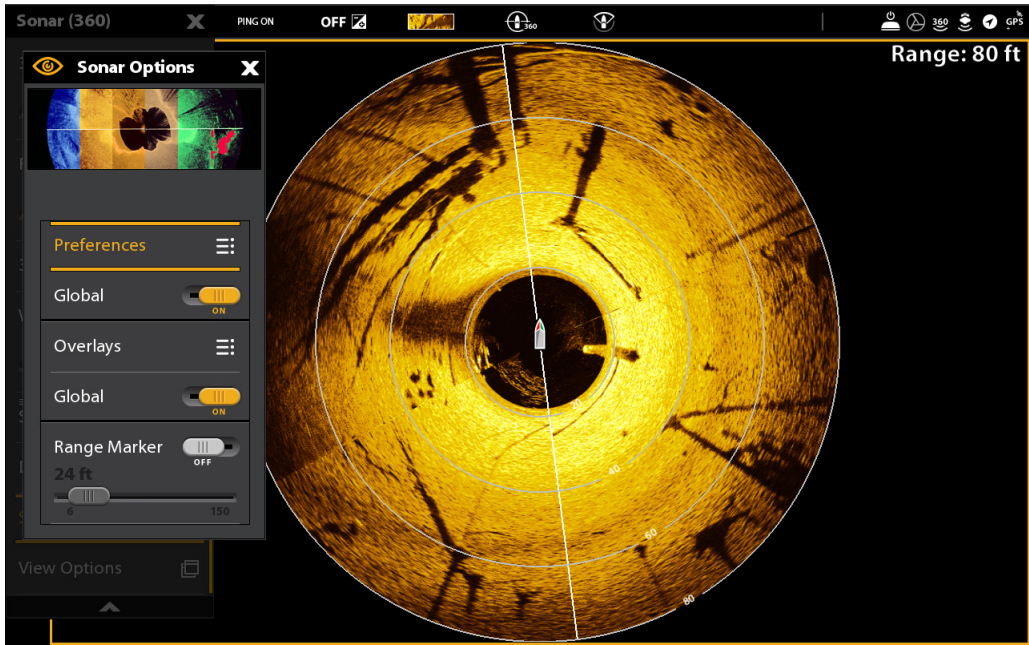 Sonar (360)
PING ON
OFF
360
360
GPS
Range: 80 ft
Sonar Options
Preferences
Global
ON
Overlays
Global
ON
Range Marker
OFF
24 ft
6
150
View Options
20
40
60
80